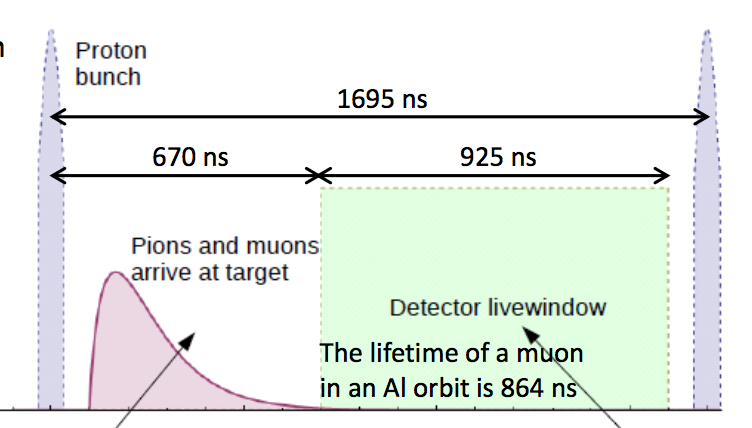 n
Proton
bunch
1695 ns
670 ns
925 ns
Pions and muons
arrive at target
Detector livewindow
The lifetime of a muon
in an Al orbit is 864 ns